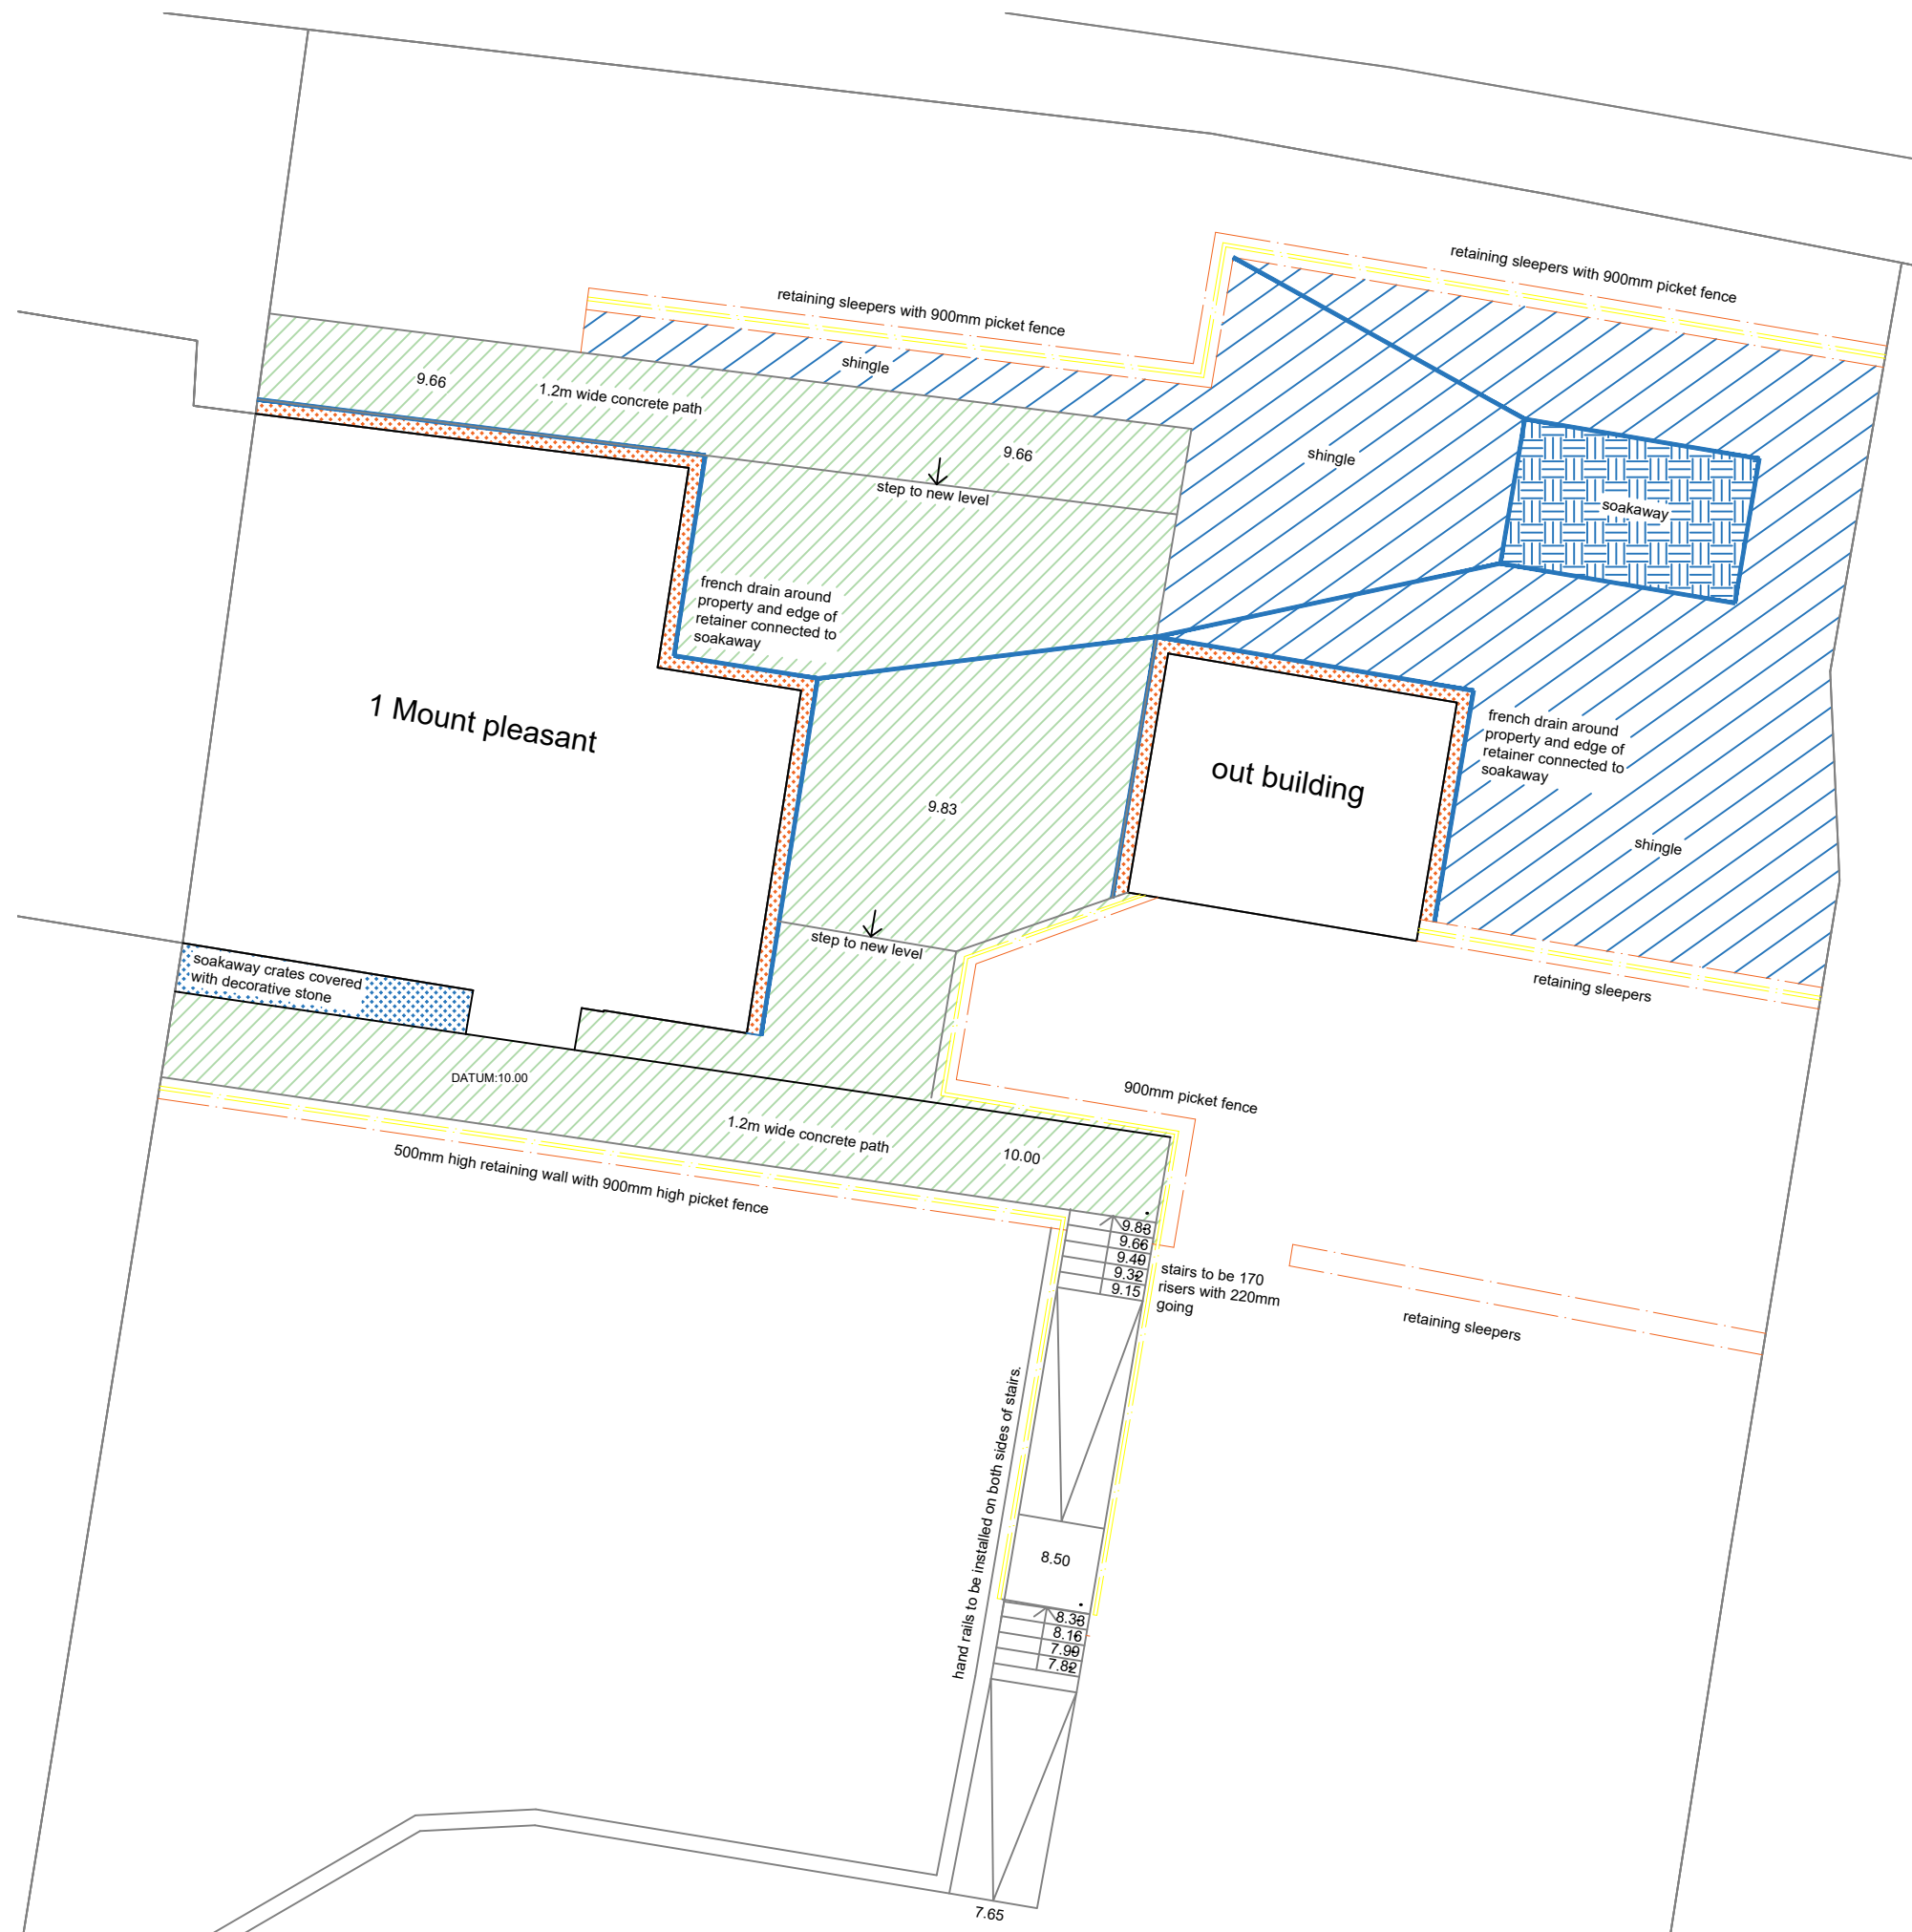 retaining sleepers with 900mm picket fence
retaining sleepers with 900mm picket fence
shingle
9.66
1.2m wide concrete path
9.66
step to new level
shingle
soakaway
french drain around
property and edge of
retainer connected to
soakaway
1 Mount pleasant
out building
french drain around
property and edge of
retainer connected to
soakaway
9.83
shingle
step to new level
soakaway crates covered
with decorative stone
retaining sleepers
DATUM:10.00
900mm picket fence
1.2m wide concrete path
10.00
500mm high retaining wall with 900mm high picket fence
9.83
9.66
9.49
9.32
9.15
stairs to be 170
risers with 220mm
going
retaining sleepers
hand rails to be installed on both sides of stairs.
8.50
8.33
8.16
7.99
7.82
7.65